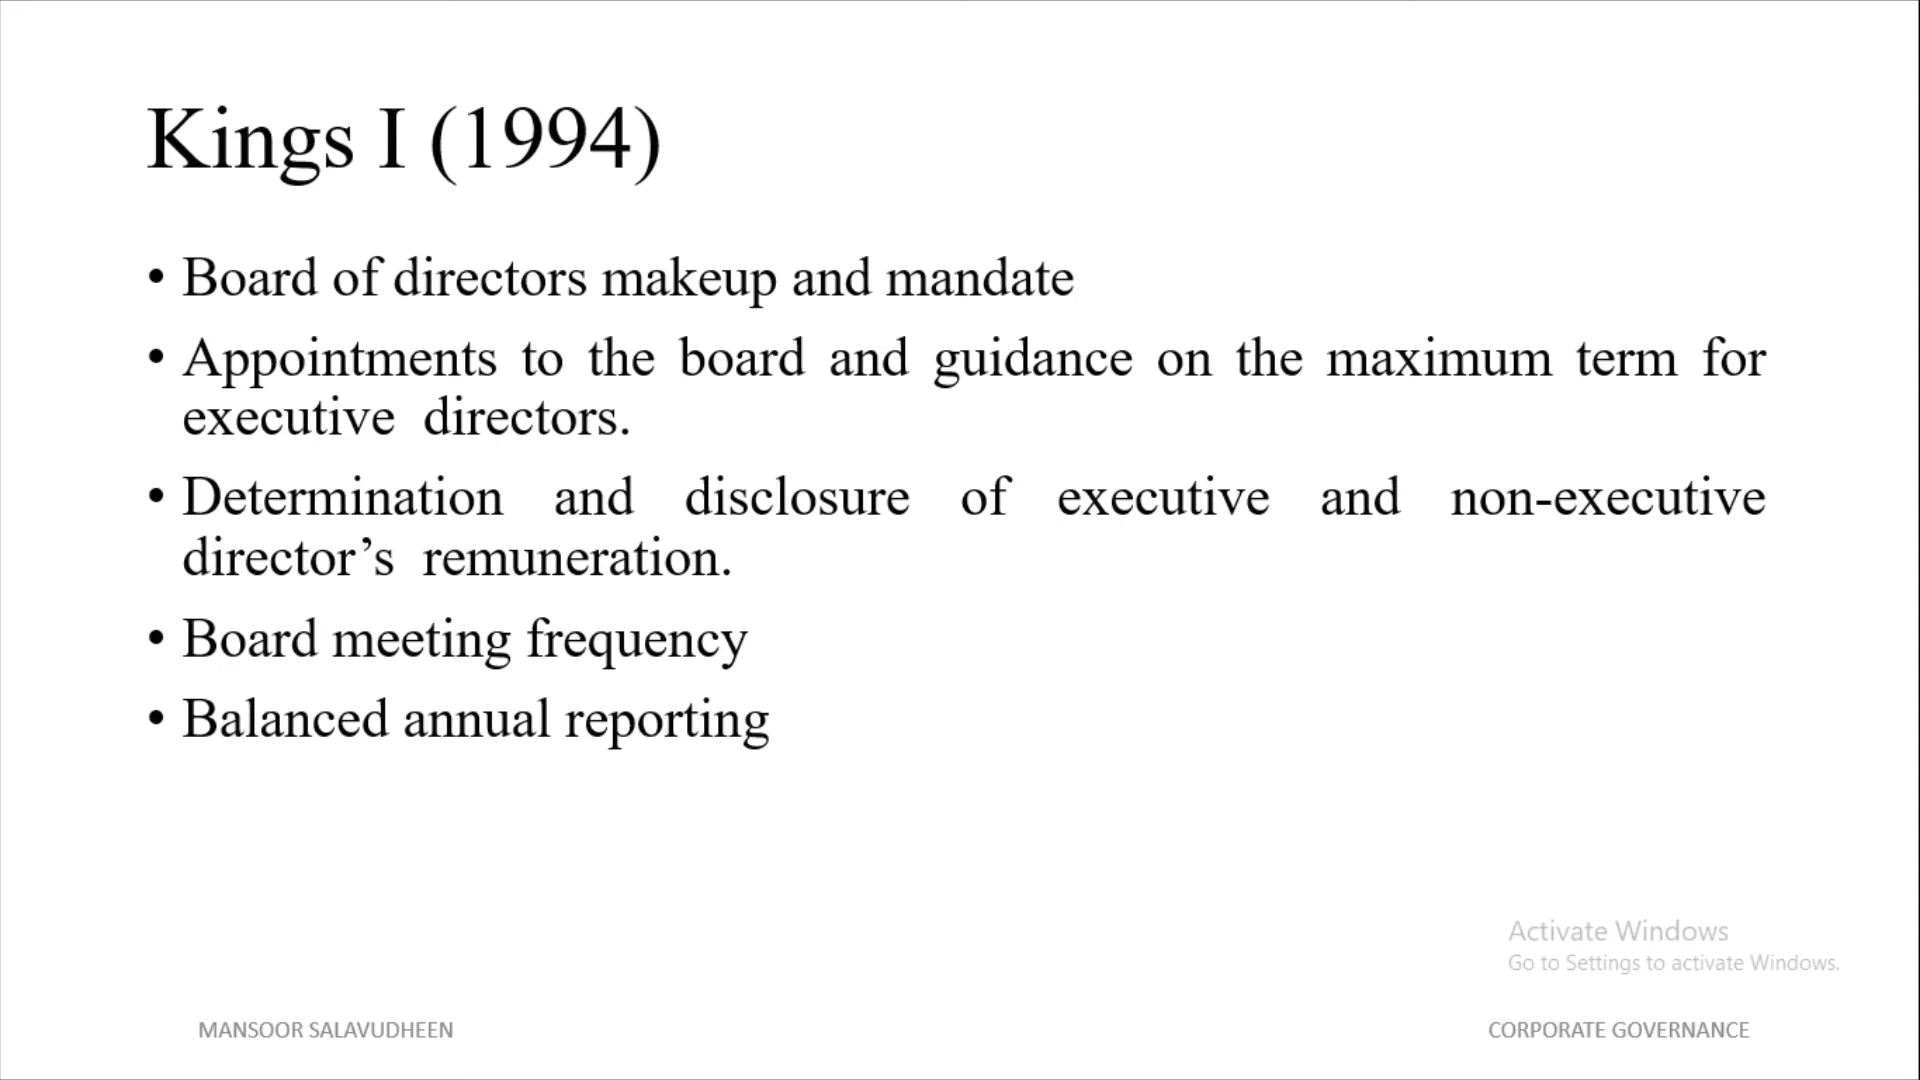 Kings I (1994)
• Board of directors makeup and mandate
• Appointments to the board and guidance on the maximum term for
executive directors.
• Determination and disclosure of executive and non-executive
director’s remuneration.
• Board meeting frequency
• Balanced annual reporting
Activate Windows
Go to Settings to activate Windows.
MANSOOR SALAVUDHEEN
CORPORATE GOVERNANCE